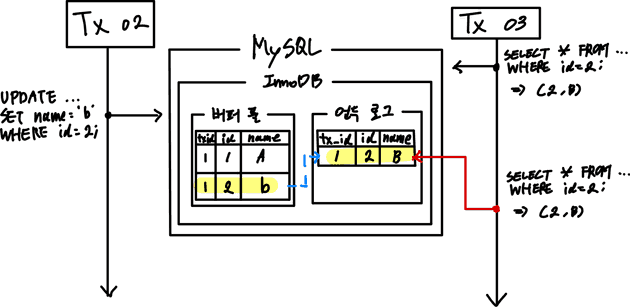 Tx 02
Tx 03
MySQL
InnoDB
UPDATE ...
SET name='b'
WHERE id=2;
버퍼 풀
txid id name
1 1 A
1 2 b
언두 로그
tx_id id name
1 2 B
SELECT * FROM ...
WHERE id=2;
=> (2,B)
SELECT * FROM ...
WHERE id=2;
=> (2,B)